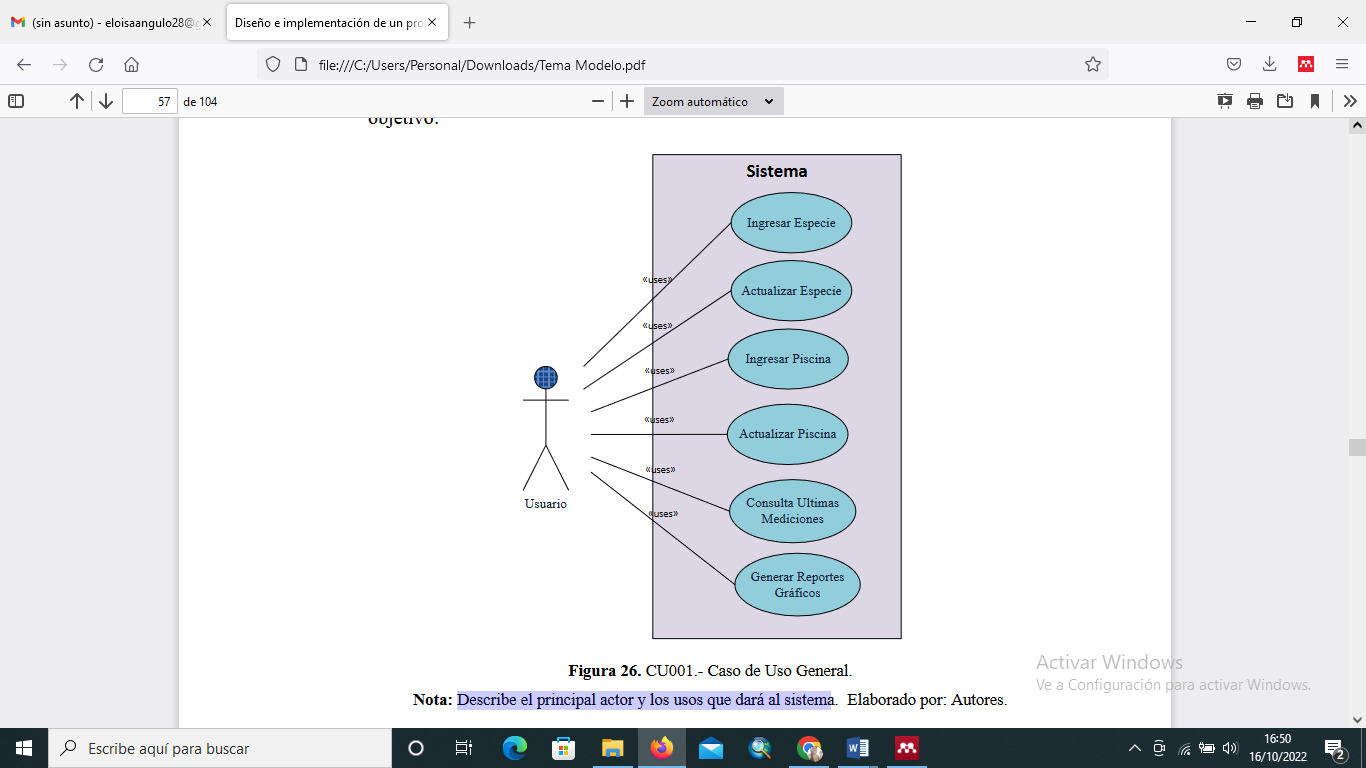 (sin asunto) - eloisaangulo28@g
Diseño e implementación de un pro
file:///C:/Users/Personal/Downloads/Tema Modelo.pdf
57 de 104
Zoom automático
objetivo.
Sistema
Ingresar Especie
«uses»
Actualizar Especie
«uses»
Ingresar Piscina
«uses»
«uses»
Actualizar Piscina
«uses»
Consulta Ultimas
Mediciones
Usuario
«uses»
Generar Reportes
Gráficos
Activar Windows
Ve a Configuración para activar Windows.
Figura 26. CU001.- Caso de Uso General.
Nota: Describe el principal actor y los usos que dará al sistema. Elaborado por: Autores.
Escribe aquí para buscar
16:50
16/10/2022
2